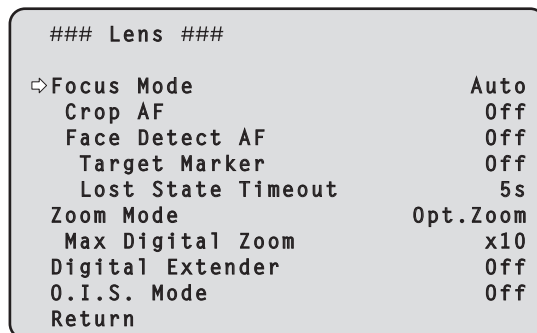 ### Lens ###
⇨Focus Mode Auto
Crop AF Off
Face Detect AF Off
Target Marker Off
Lost State Timeout 5s
Zoom Mode Opt.Zoom
Max Digital Zoom x10
Digital Extender Off
O.I.S. Mode Off
Return